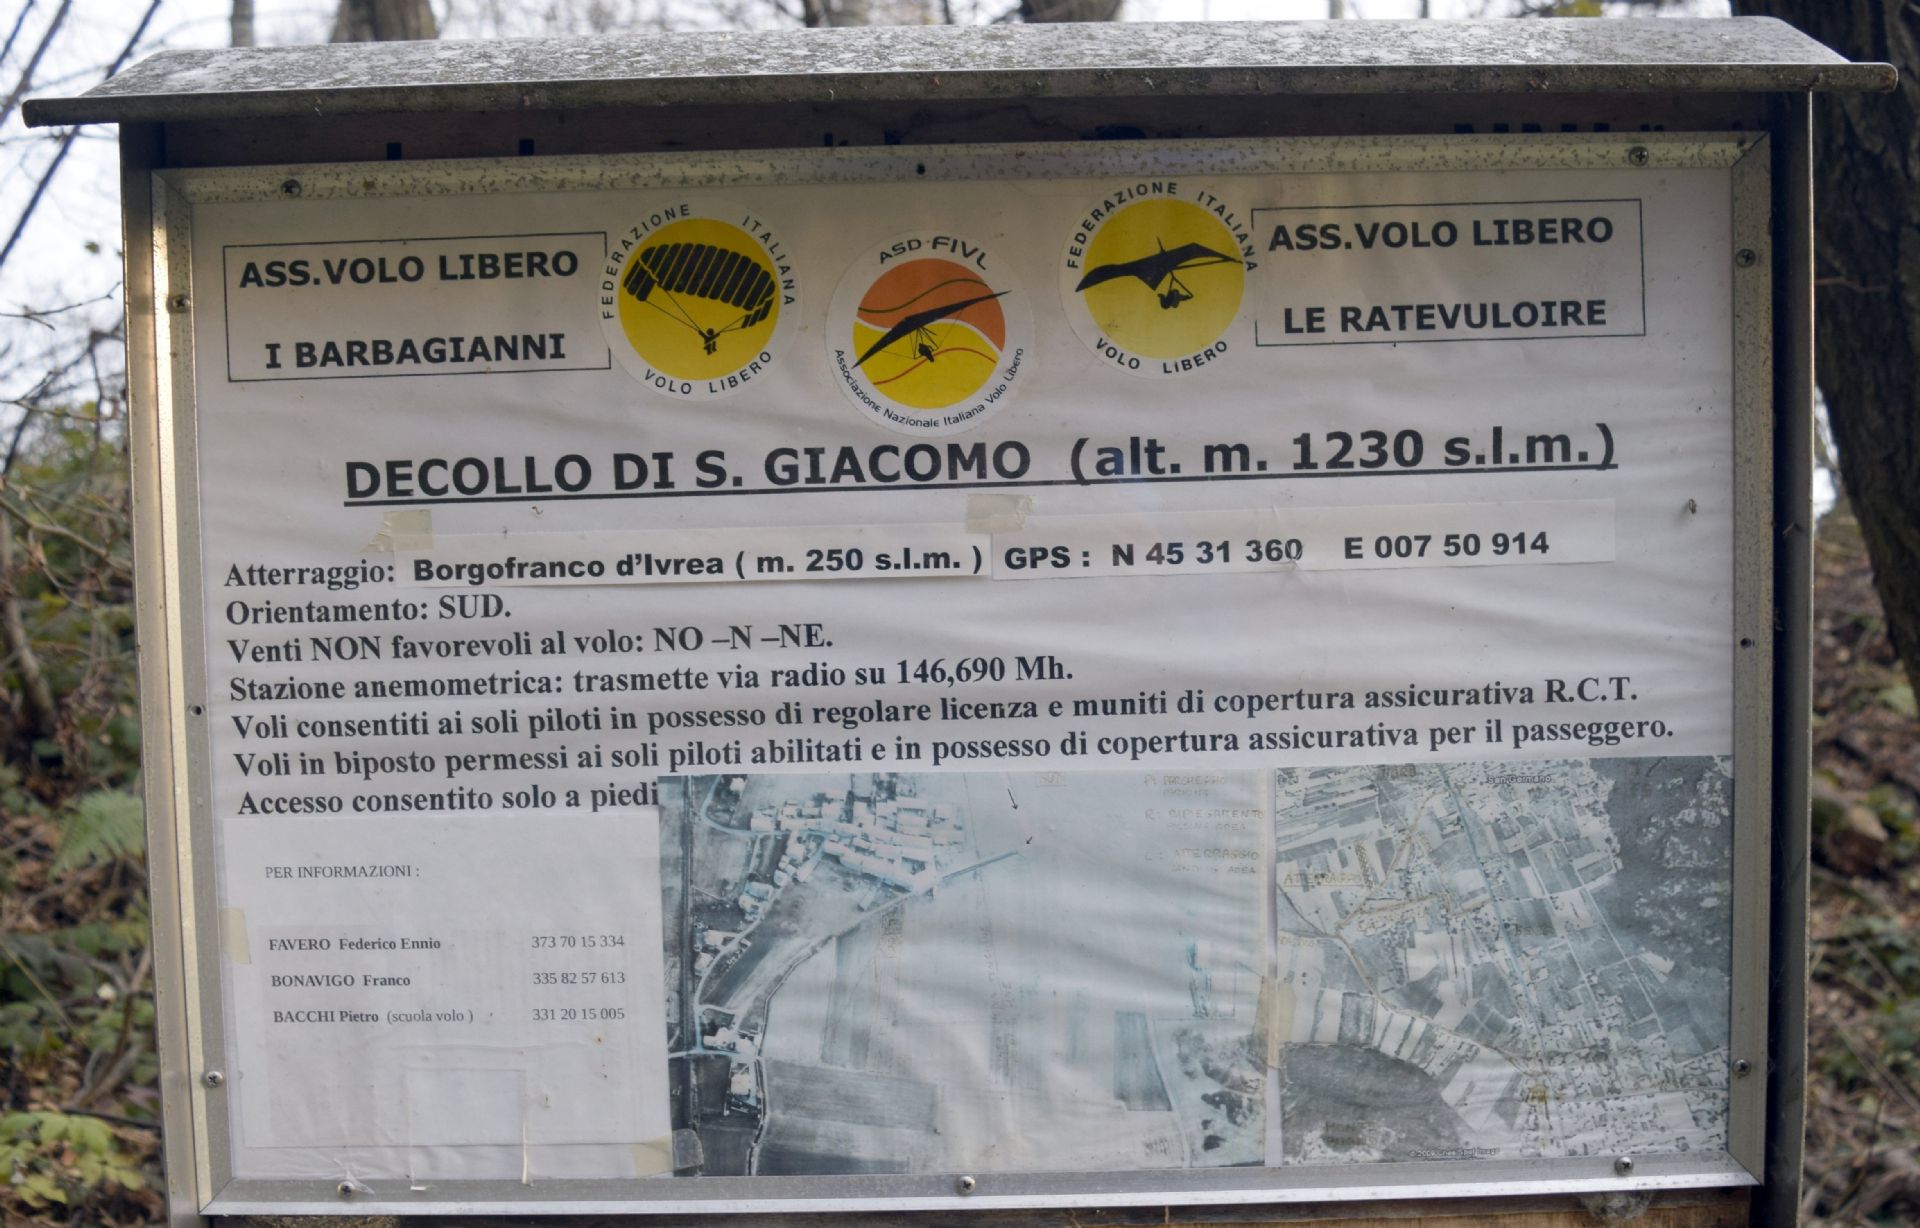 ASS.VOLO LIBERO
I BARBAGIANNI
FEDERAZIONE ITALIANA
VOLO LIBERO
ASD FIVL
Associazione Nazionale Italiana Volo Libero
FEDERAZIONE ITALIANA
VOLO LIBERO
ASS.VOLO LIBERO
LE RATEVULOIRE
DECOLLO DI S. GIACOMO (alt. m. 1230 s.l.m.)
Atterraggio: Borgofranco d'Ivrea ( m. 250 s.l.m. ) GPS : N 45 31 360 E 007 50 914
Orientamento: SUD.
Venti NON favorevoli al volo: NO –N –NE.
Stazione anemometrica: trasmette via radio su 146,690 Mh.
Voli consentiti ai soli piloti in possesso di regolare licenza e muniti di copertura assicurativa R.C.T.
Voli in biposto permessi ai soli piloti abilitati e in possesso di copertura assicurativa per il passeggero.
Accesso consentito solo a piedi
PER INFORMAZIONI :
FAVERO Federico Ennio 373 70 15 334
BONAVIGO Franco 335 82 57 613
BACCHI Pietro (scuola volo ) 331 20 15 005
P: PARCHEGGIO
R: RIPIEGAMENTO
L: ATTERRAGGIO
San Germano
ATTERRAGGIO